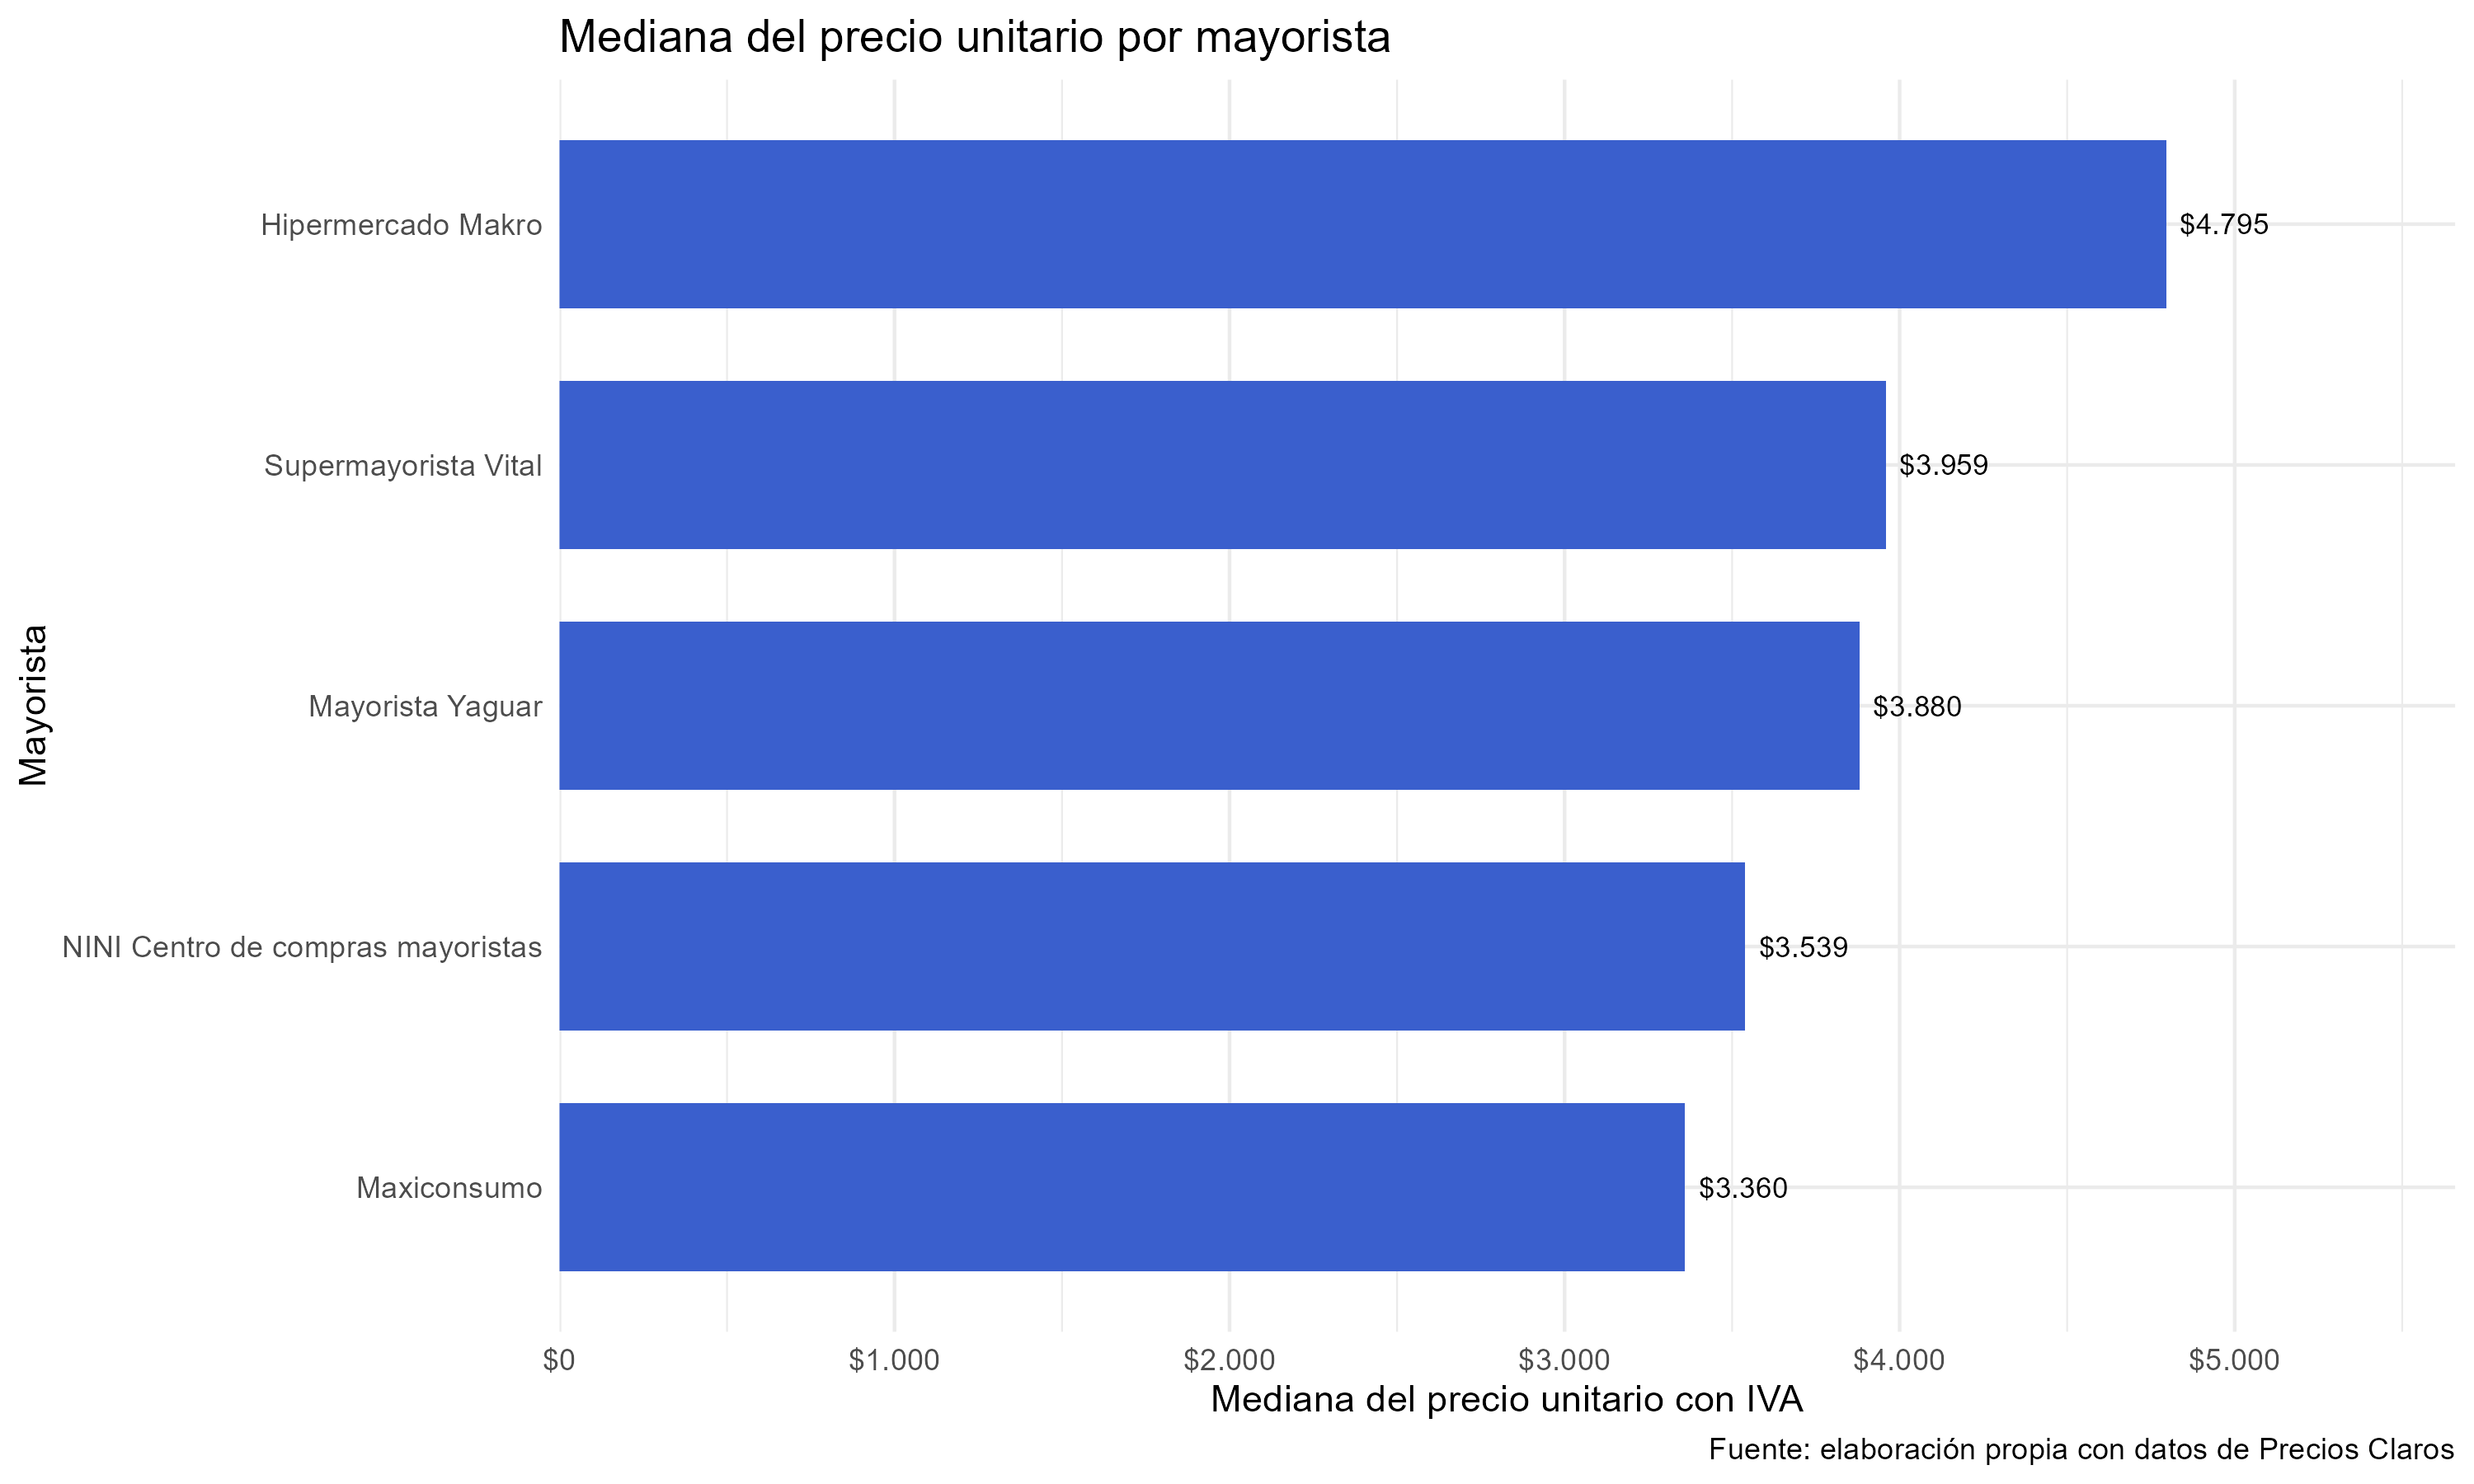 Mediana del precio unitario por mayorista
Mayorista
Hipermercado Makro
$4.795
Supermayorista Vital
$3.959
Mayorista Yaguar
$3.880
NINI Centro de compras mayoristas
$3.539
Maxiconsumo
$3.360
$0 $1.000 $2.000 $3.000 $4.000 $5.000
Mediana del precio unitario con IVA
Fuente: elaboración propia con datos de Precios Claros